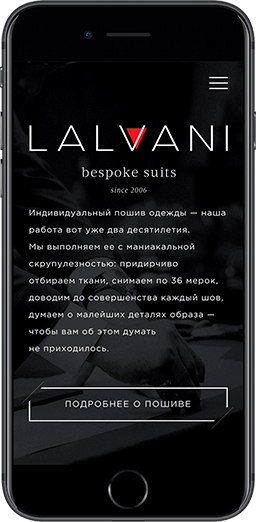 LALVANI
bespoke suits
since 2006
Индивидуальный пошив одежды — наша
работа вот уже два десятилетия.
Мы выполняем ее с маниакальной
скрупулезностью: придирчиво
отбираем ткани, снимаем по 36 мерок,
доводим до совершенства каждый шов,
думаем о малейших деталях образа —
чтобы вам об этом думать
не приходилось.
ПОДРОБНЕЕ О ПОШИВЕ